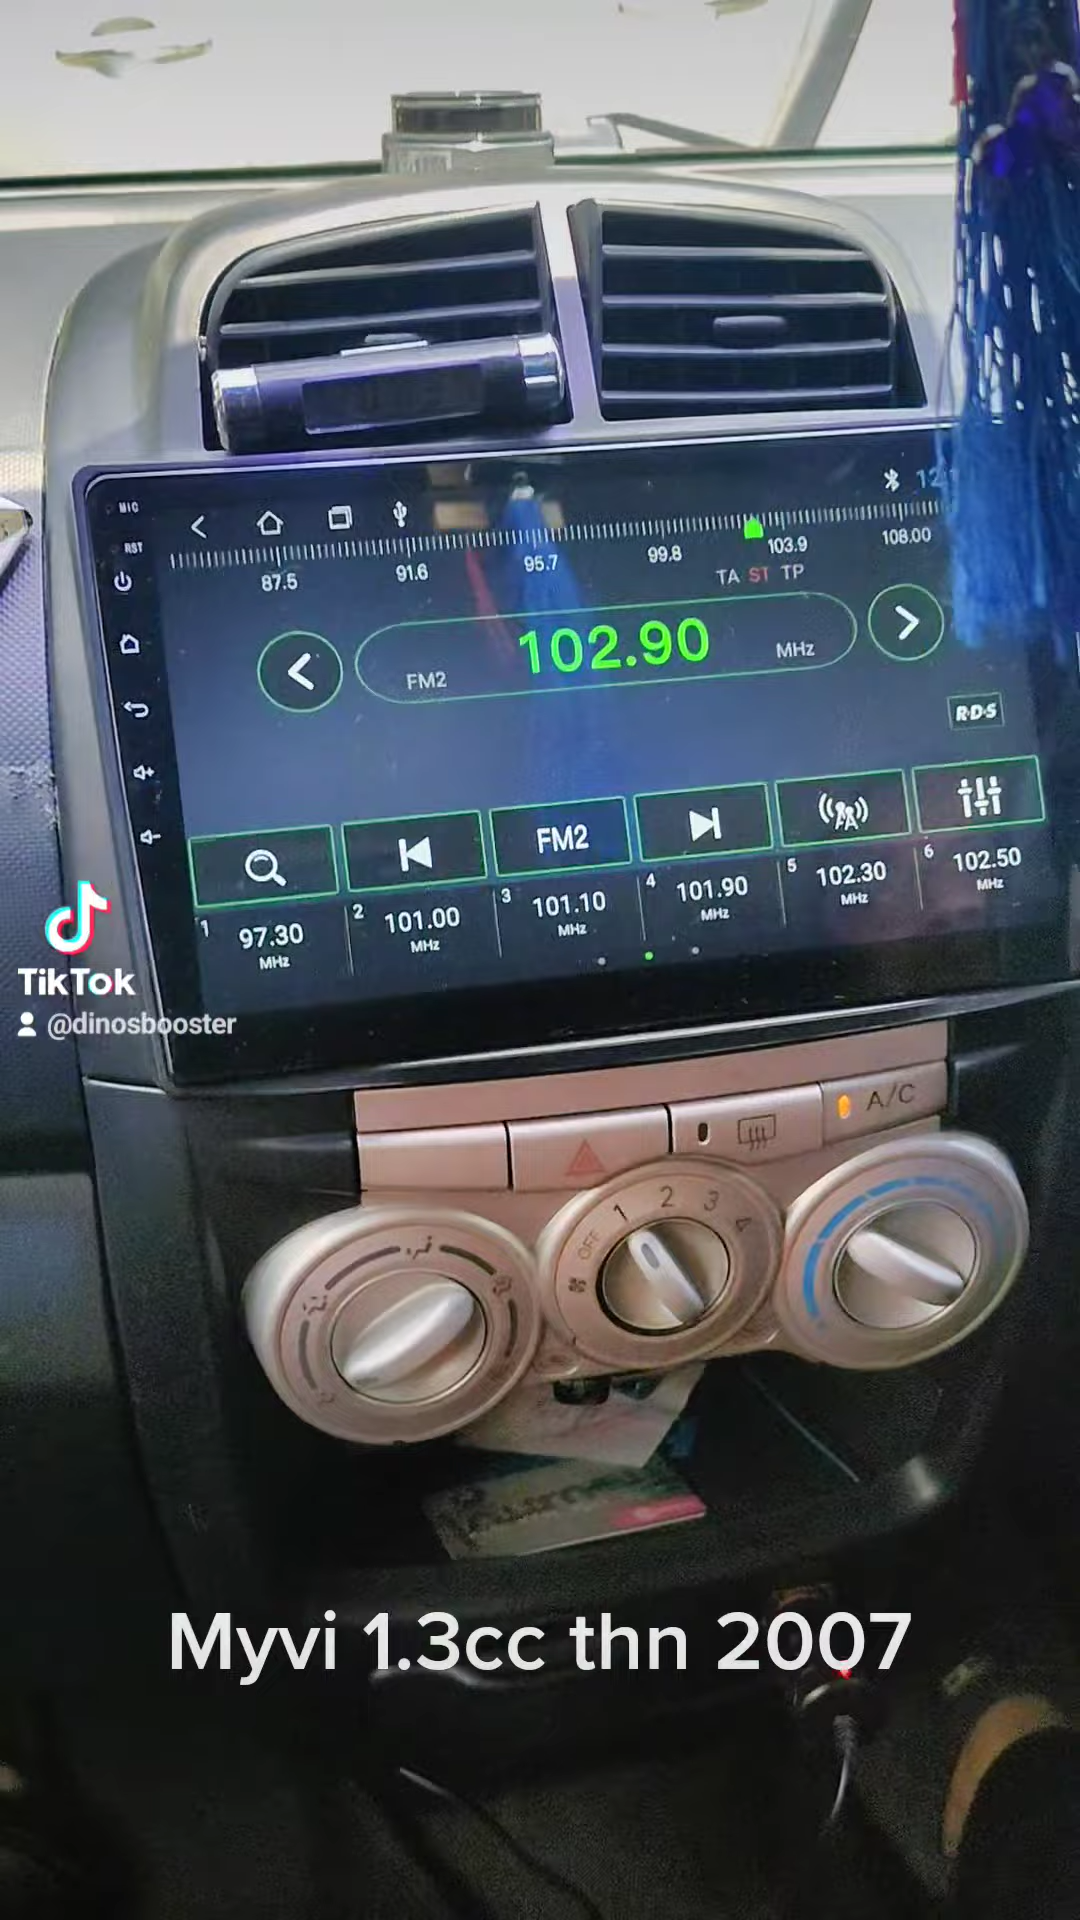 MIC
RST
12:1
87.5
91.6
95.7
99.8
103.9
108.00
TA ST TP
FM2
102.90
MHz
R·D·S
FM2
1
97.30
MHz
2
101.00
MHz
3
101.10
MHz
4
101.90
MHz
5
102.30
MHz
6
102.50
MHz
TikTok
@dinosbooster
A/C
OFF 1 2 3 4
Myvi 1.3cc thn 2007